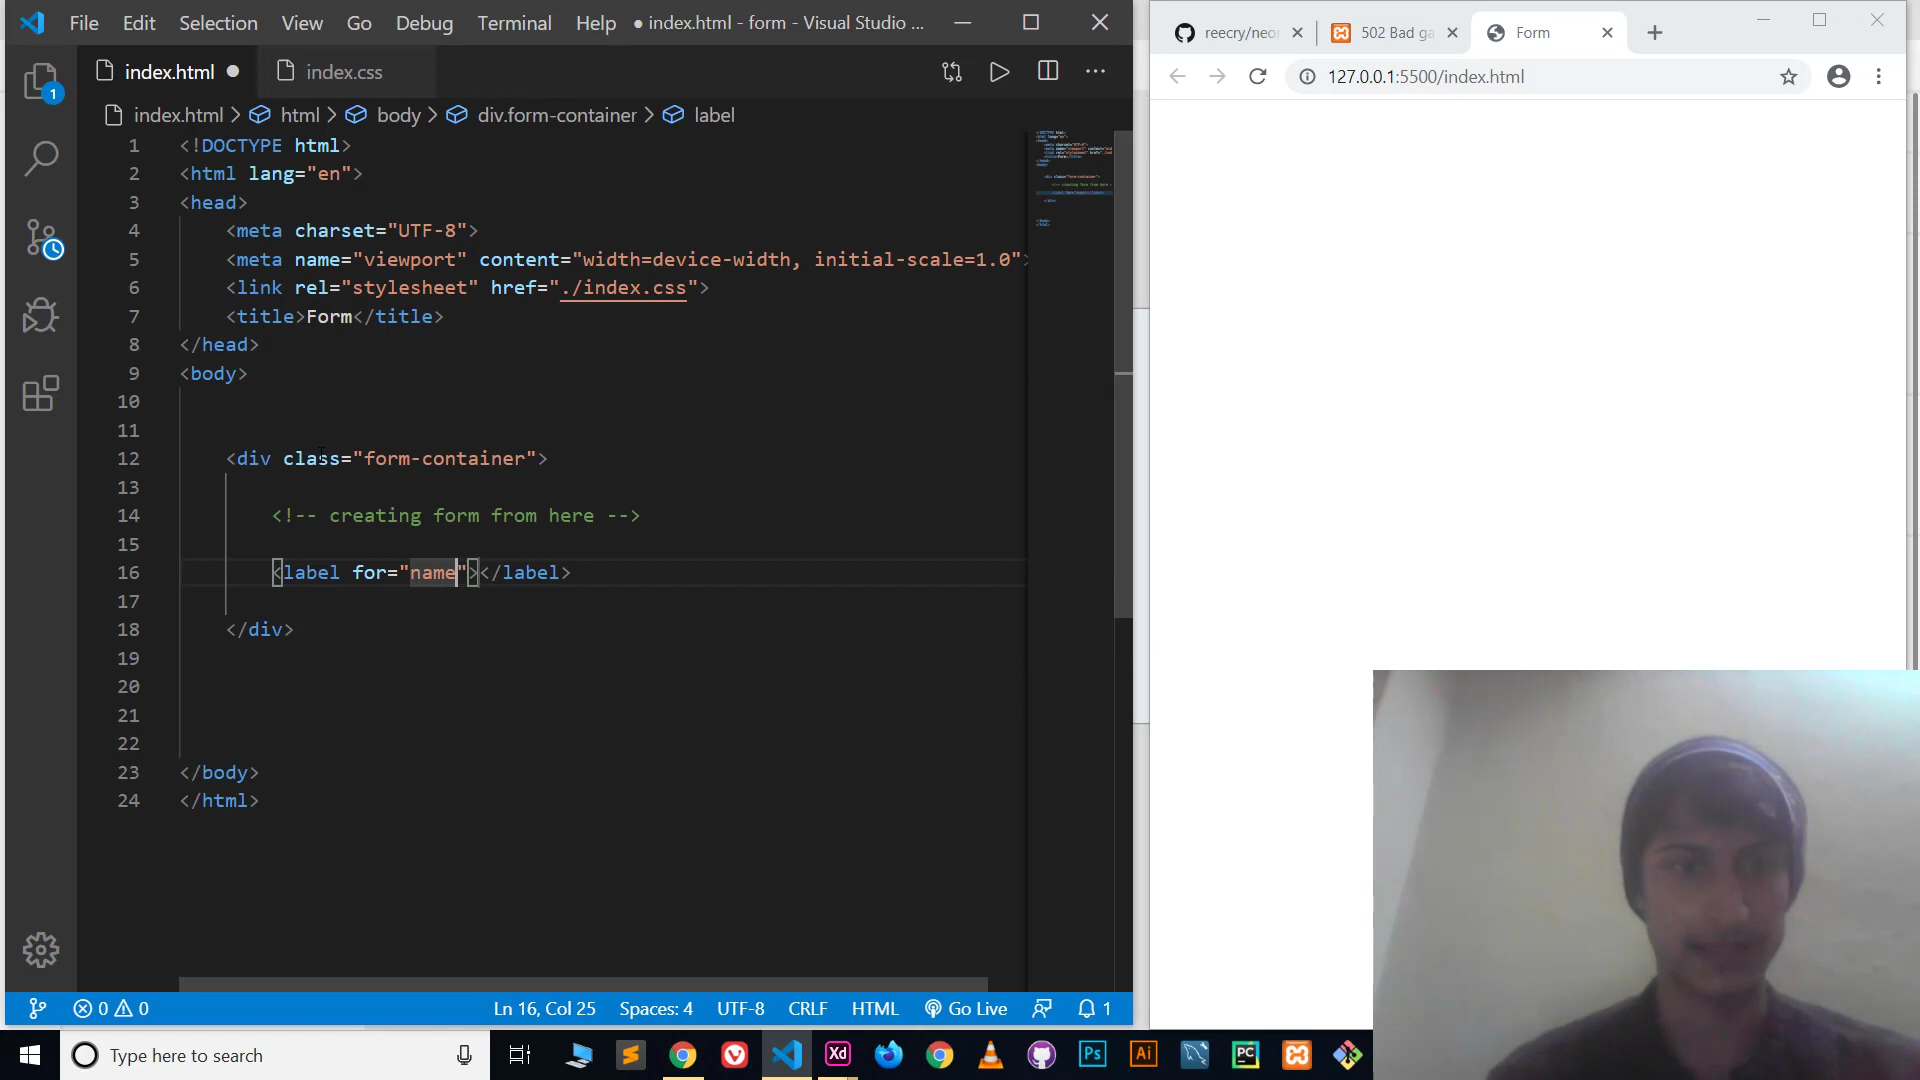 File Edit Selection View Go Debug Terminal Help ● index.html - form - Visual Studio ...
index.html ● index.css
index.html > html > body > div.form-container > label
1 <!DOCTYPE html>
2 <html lang="en">
3 <head>
4 <meta charset="UTF-8">
5 <meta name="viewport" content="width=device-width, initial-scale=1.0">
6 <link rel="stylesheet" href="./index.css">
7 <title>Form</title>
8 </head>
9 <body>
10
11
12 <div class="form-container">
13
14 <!-- creating form from here -->
15
16 <label for="name"></label>
17
18 </div>
19
20
21
22
23 </body>
24 </html>
1
0 0 Ln 16, Col 25 Spaces: 4 UTF-8 CRLF HTML Go Live 1
reecry/neo 502 Bad ga Form
127.0.0.1:5500/index.html
Type here to search
Xd Ps Ai PC